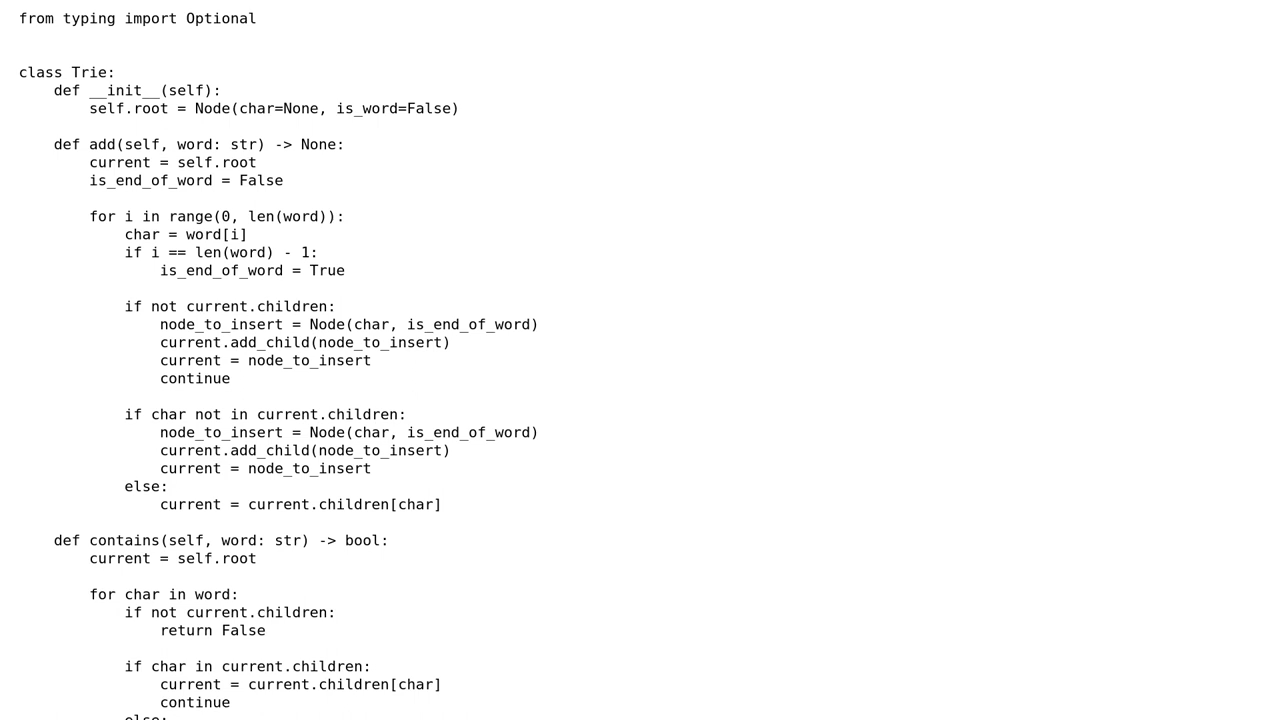 from typing import Optional
class Trie:
    def __init__(self):
        self.root = Node(char=None, is_word=False)
    def add(self, word: str) -> None:
        current = self.root
        is_end_of_word = False
        for i in range(0, len(word)):
            char = word[i]
            if i == len(word) - 1:
                is_end_of_word = True
            if not current.children:
                node_to_insert = Node(char, is_end_of_word)
                current.add_child(node_to_insert)
                current = node_to_insert
                continue
            if char not in current.children:
                node_to_insert = Node(char, is_end_of_word)
                current.add_child(node_to_insert)
                current = node_to_insert
            else:
                current = current.children[char]
    def contains(self, word: str) -> bool:
        current = self.root
        for char in word:
            if not current.children:
                return False
            if char in current.children:
                current = current.children[char]
                continue
            else: